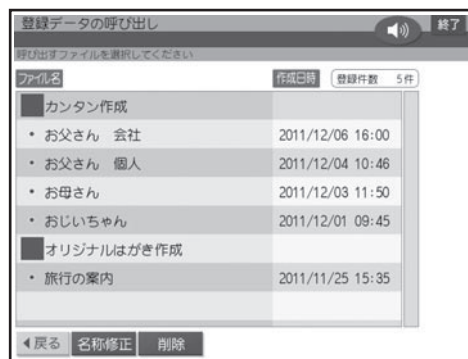 登録データの呼び出し
終了
呼び出すファイルを選択してください
ファイル名 作成日時 登録件数 5件
カンタン作成
・ お父さん 会社 2011/12/06 16:00
・ お父さん 個人 2011/12/04 10:46
・ お母さん 2011/12/03 11:50
・ おじいちゃん 2011/12/01 09:45
オリジナルはがき作成
・ 旅行の案内 2011/11/25 15:35
戻る 名称修正 削除